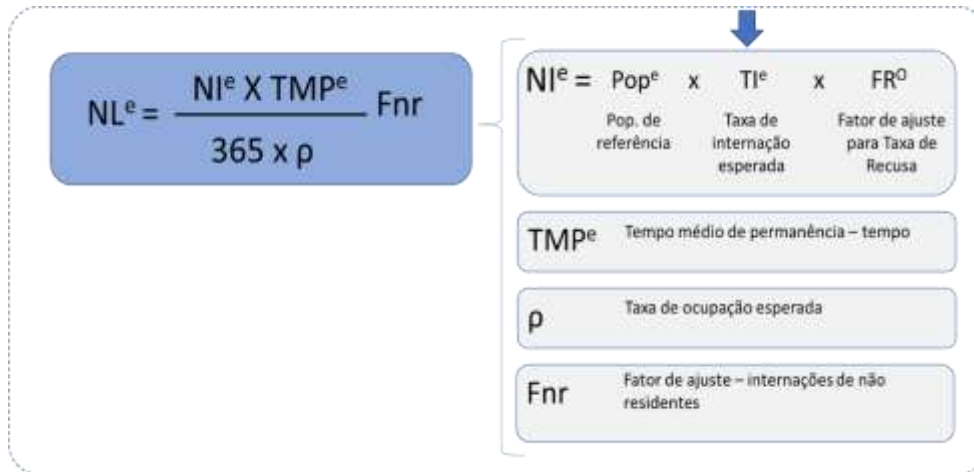 NLᵉ = NIᵉ X TMPᵉ Fnr
365 x ρ
NIᵉ = Popᵉ x TIᵉ x FRᴼ
Pop. de referência
Taxa de internação esperada
Fator de ajuste para Taxa de Recusa
TMPᵉ Tempo médio de permanência – tempo
ρ Taxa de ocupação esperada
Fnr Fator de ajuste – internações de não
residentes